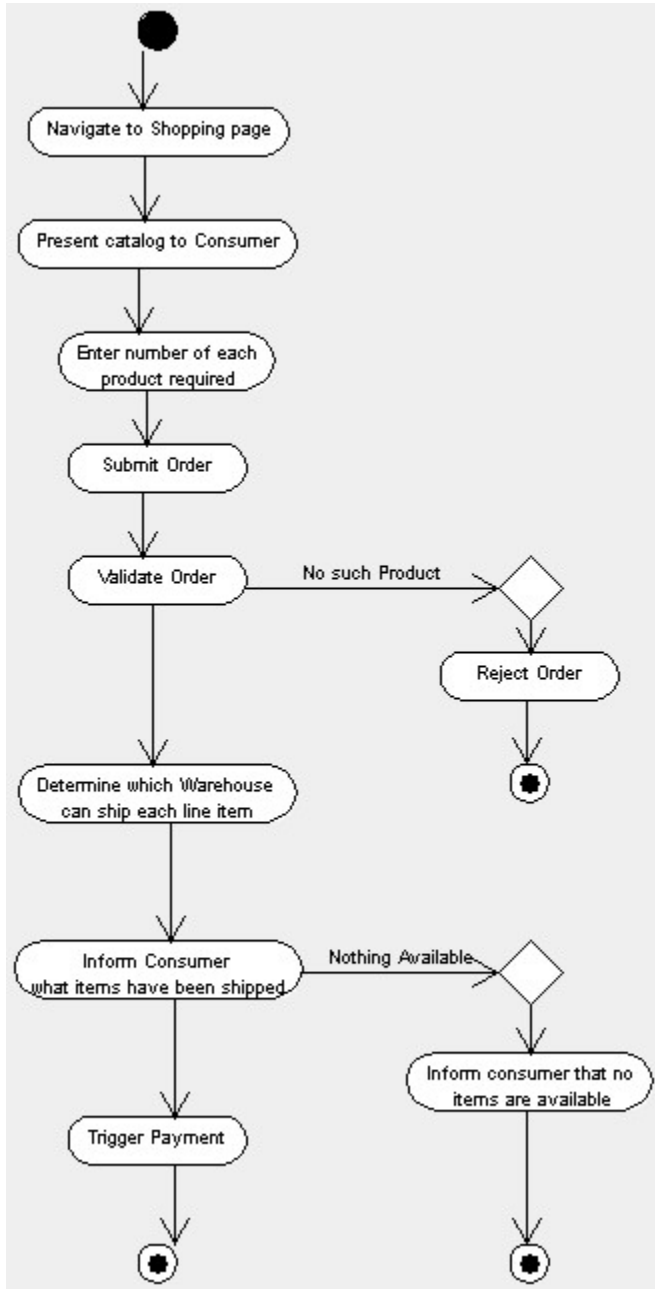 Navigate to Shopping page
Present catalog to Consumer
Enter number of each
product required
Submit Order
Validate Order
No such Product
Reject Order
Determine which Warehouse
can ship each line item
Inform Consumer
what items have been shipped
Nothing Available
Inform consumer that no
items are available
Trigger Payment